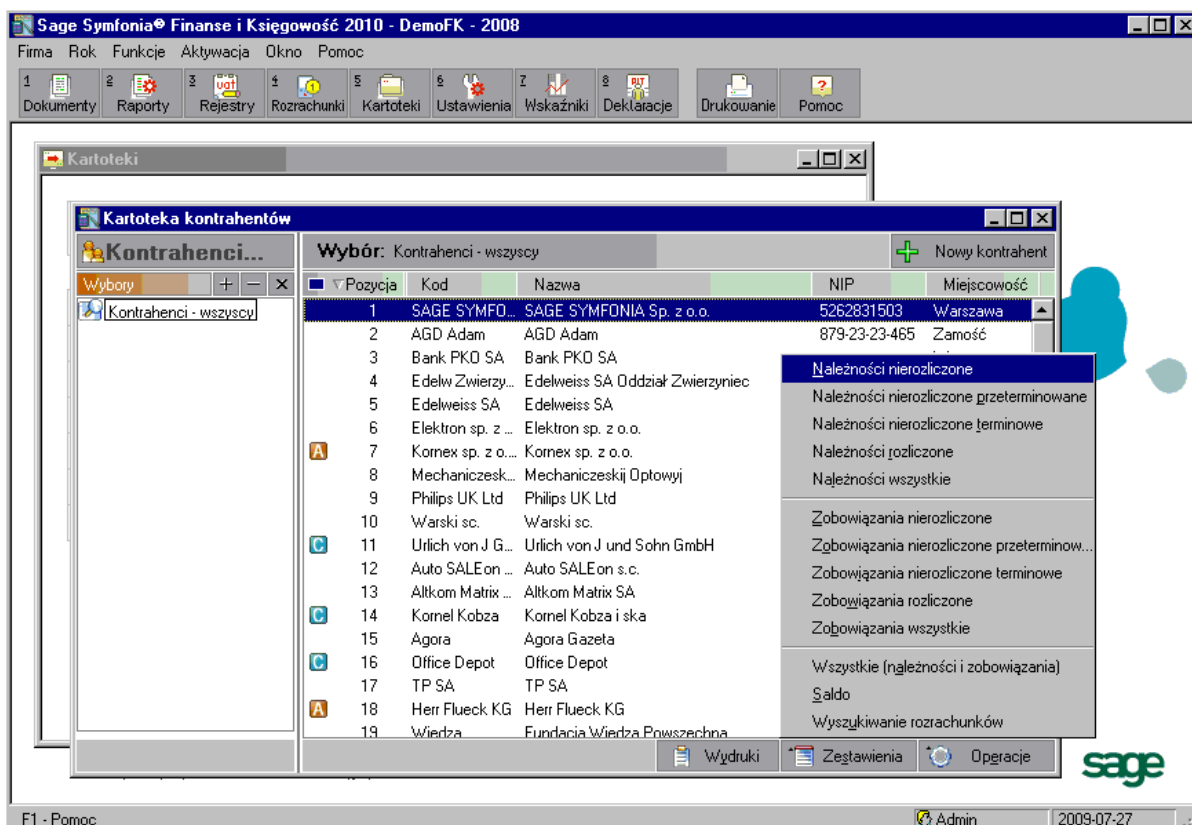 Sage Symfonia® Finanse i Księgowość 2010 - DemoFK - 2008
Firma Rok Funkcje Aktywacja Okno Pomoc
1 2 3 4 5 6 7 8
Dokumenty Raporty Rejestry Rozrachunki Kartoteki Ustawienia Wskaźniki Deklaracje Drukowanie Pomoc
Kartoteki
Kartoteka kontrahentów
Kontrahenci... Wybór: Kontrahenci - wszyscy Nowy kontrahent
Wybory Pozycja Kod Nazwa NIP Miejscowość
Kontrahenci - wszyscy
1 SAGE SYMFO... SAGE SYMFONIA Sp. z o.o. 5262831503 Warszawa
2 AGD Adam AGD Adam 879-23-23-465 Zamość
3 Bank PKO SA Bank PKO SA
4 Edelw Zwierzy... Edelweiss SA Oddział Zwierzyniec
5 Edelweiss SA Edelweiss SA
6 Elektron sp. z ... Elektron sp. z o.o.
A 7 Kornex sp. z o.... Kornex sp. z o.o.
8 Mechaniczesk... Mechaniczeskij Optowyj
9 Philips UK Ltd Philips UK Ltd
10 Warski sc. Warski sc.
C 11 Urlich von J G... Urlich von J und Sohn GmbH
12 Auto SALEon ... Auto SALEon s.c.
13 Altkom Matrix ... Altkom Matrix SA
C 14 Kornel Kobza Kornel Kobza i ska
15 Agora Agora Gazeta
C 16 Office Depot Office Depot
17 TP SA TP SA
A 18 Herr Flueck KG Herr Flueck KG
19 Wiedza Fundacja Wiedza Powszechna
Należności nierozliczone
Należności nierozliczone przeterminowane
Należności nierozliczone terminowe
Należności rozliczone
Należności wszystkie
Zobowiązania nierozliczone
Zobowiązania nierozliczone przeterminow...
Zobowiązania nierozliczone terminowe
Zobowiązania rozliczone
Zobowiązania wszystkie
Wszystkie (należności i zobowiązania)
Saldo
Wyszukiwanie rozrachunków
Wydruki Zestawienia Operacje
sage
F1 - Pomoc Admin 2009-07-27